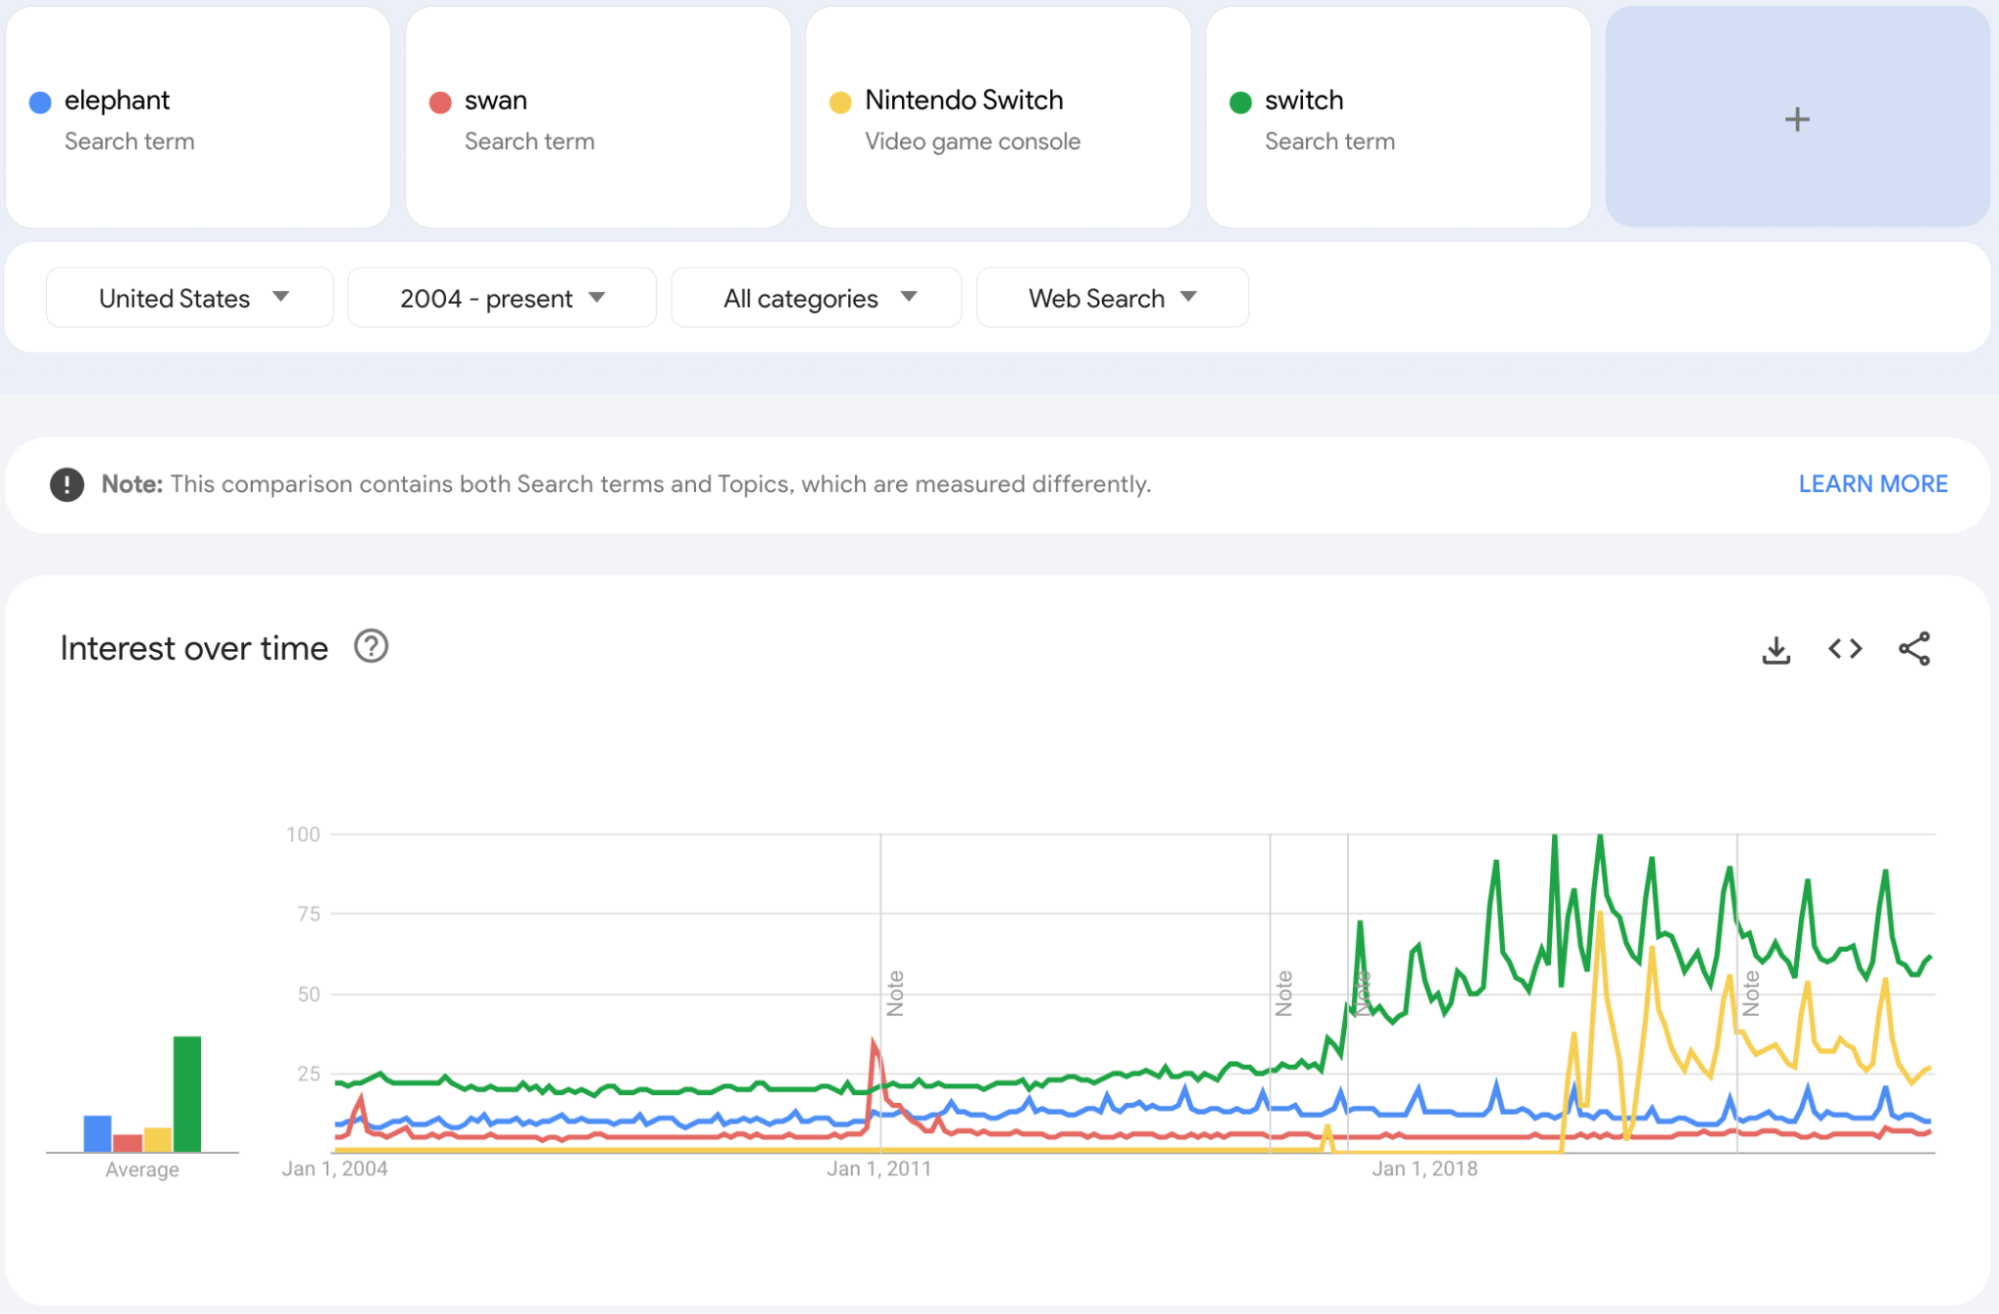 elephant
Search term
swan
Search term
Nintendo Switch
Video game console
switch
Search term
+
United States
2004 - present
All categories
Web Search
Note: This comparison contains both Search terms and Topics, which are measured differently.
LEARN MORE
Interest over time
100
75
50
25
Note
Note
Note
Note
Average
Jan 1, 2004
Jan 1, 2011
Jan 1, 2018